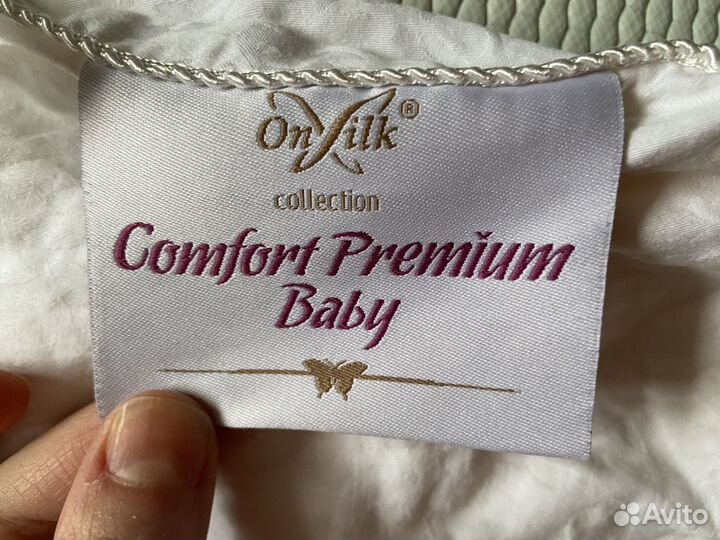 OnSilk®
collection
Comfort Premium
Baby
Avito